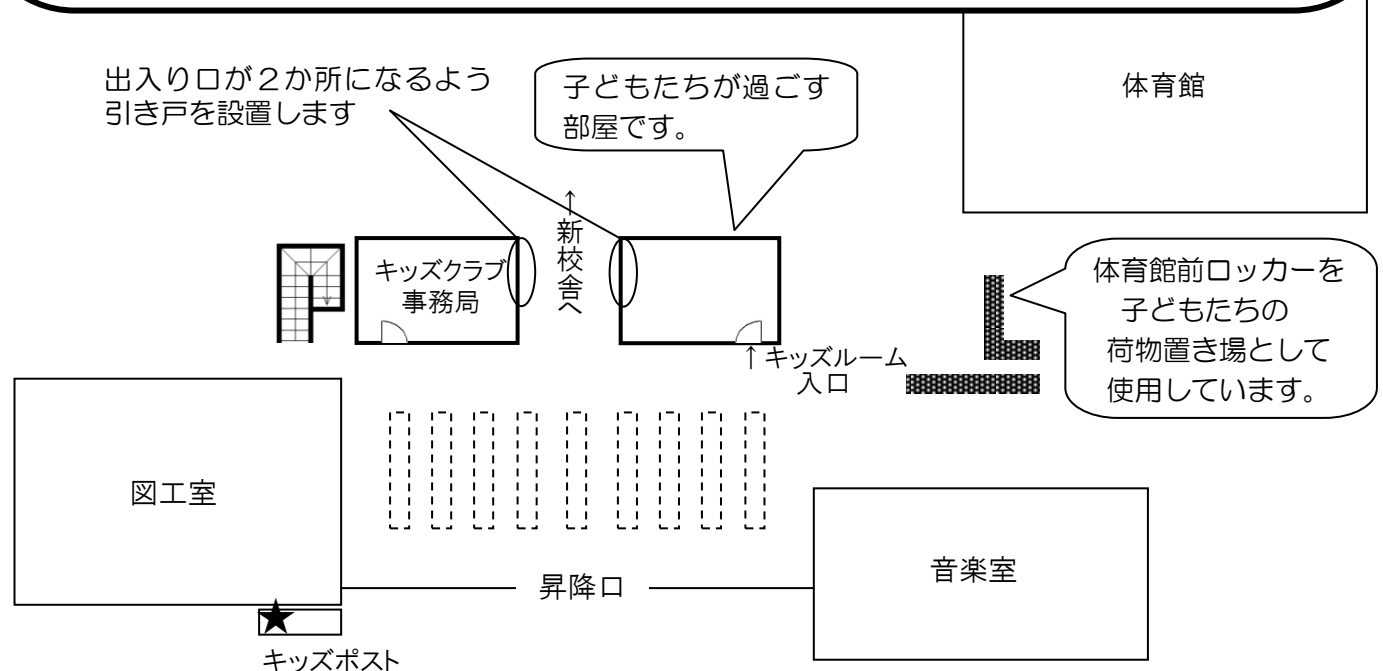 体育館
出入り口が２か所になるよう
引き戸を設置します
子どもたちが過ごす
部屋です。
↑新校舎へ
キッズクラブ
事務局
体育館前ロッカーを
子どもたちの
荷物置き場として
使用しています。
↑キッズルーム
入口
図工室
音楽室
昇降口
キッズポスト